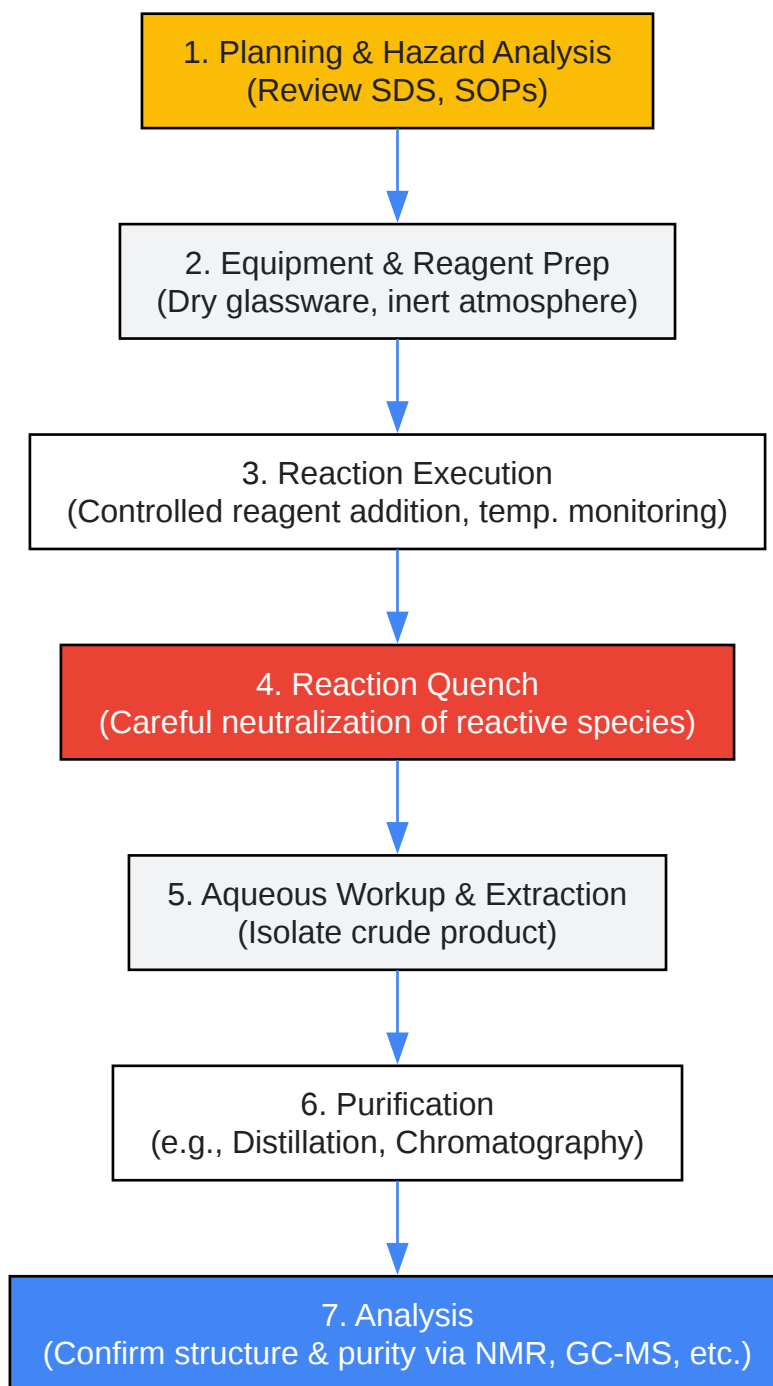 1. Planning & Hazard Analysis
(Review SDS, SOPs)
2. Equipment & Reagent Prep
(Dry glassware, inert atmosphere)
3. Reaction Execution
(Controlled reagent addition, temp. monitoring)
4. Reaction Quench
(Careful neutralization of reactive species)
5. Aqueous Workup & Extraction
(Isolate crude product)
6. Purification
(e.g., Distillation, Chromatography)
7. Analysis
(Confirm structure & purity via NMR, GC-MS, etc.)